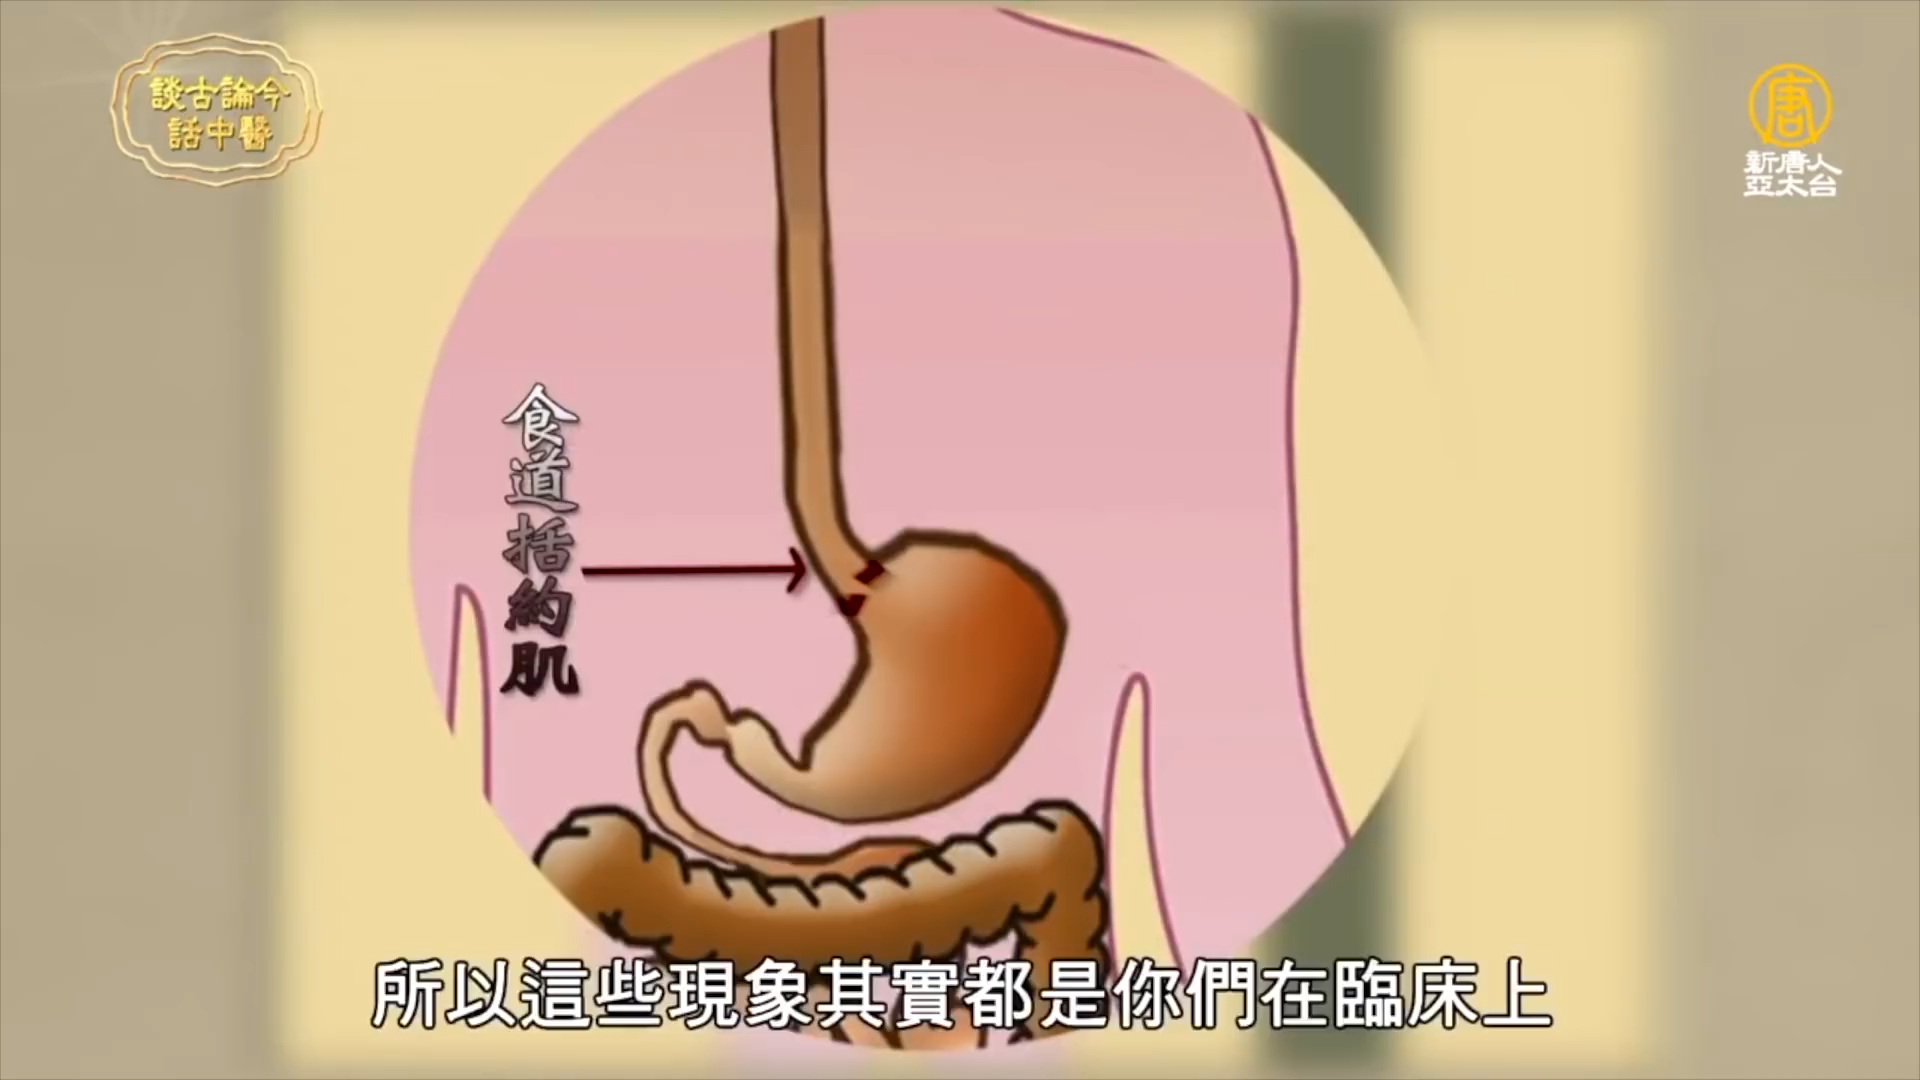 談古論今
話中醫
唐
新唐人
亞太台
食道括約肌
所以這些現象其實都是你們在臨床上